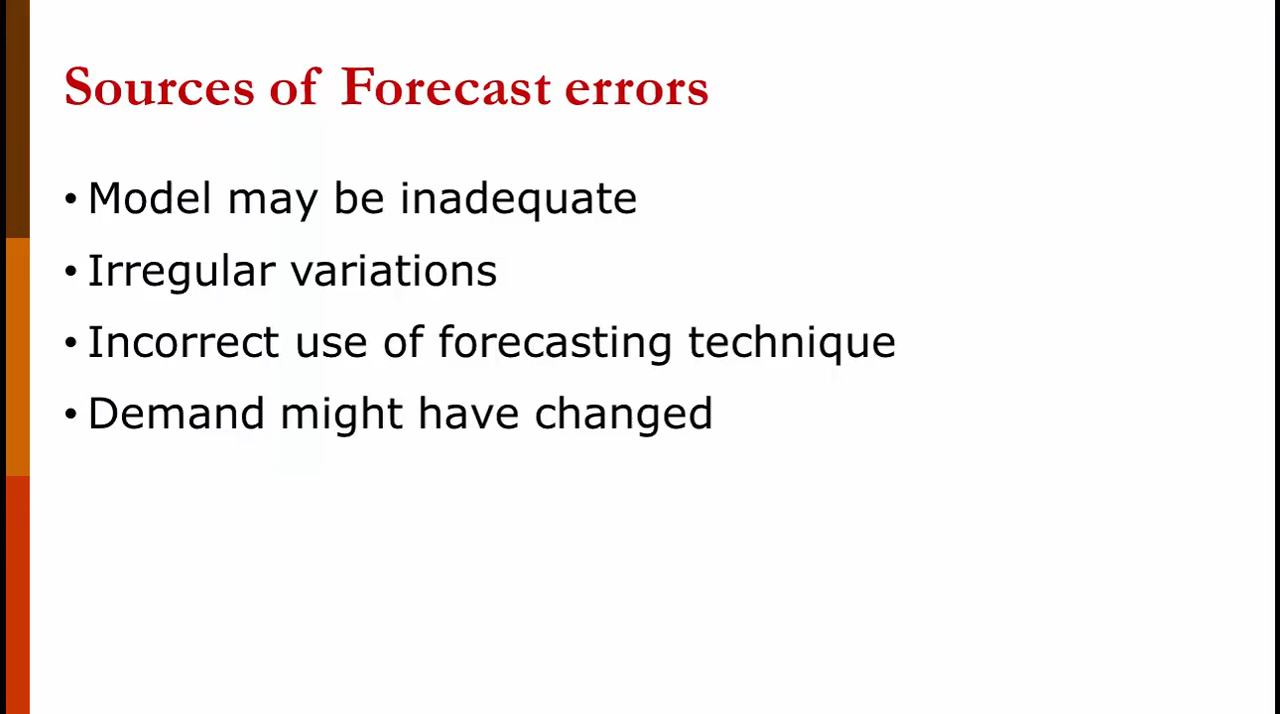 Sources of Forecast errors
• Model may be inadequate
• Irregular variations
• Incorrect use of forecasting technique
• Demand might have changed